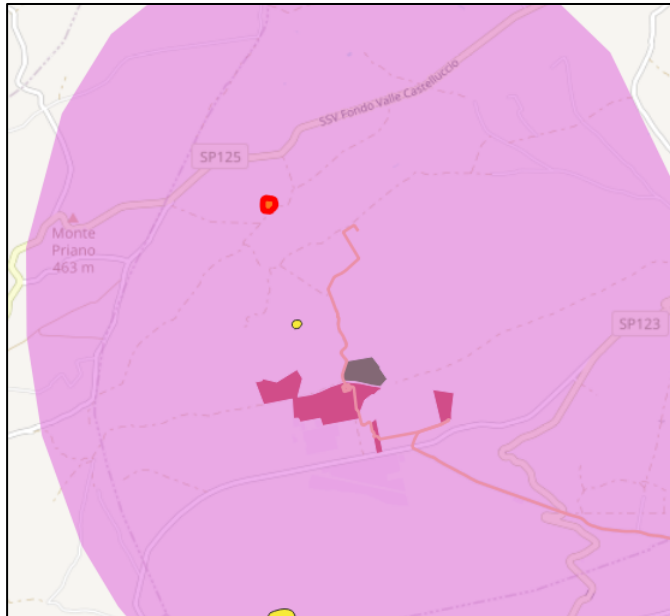 SSV Fondo Valle Castelluccio
SP125
Monte
Priano
463 m
SP123